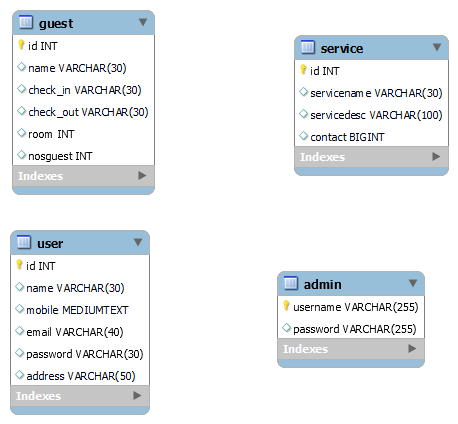 guest
id INT
name VARCHAR(30)
check_in VARCHAR(30)
check_out VARCHAR(30)
room INT
nosguest INT
Indexes
service
id INT
servicename VARCHAR(30)
servicedesc VARCHAR(100)
contact BIGINT
Indexes
user
id INT
name VARCHAR(30)
mobile MEDIUMTEXT
email VARCHAR(40)
password VARCHAR(30)
address VARCHAR(50)
Indexes
admin
username VARCHAR(255)
password VARCHAR(255)
Indexes